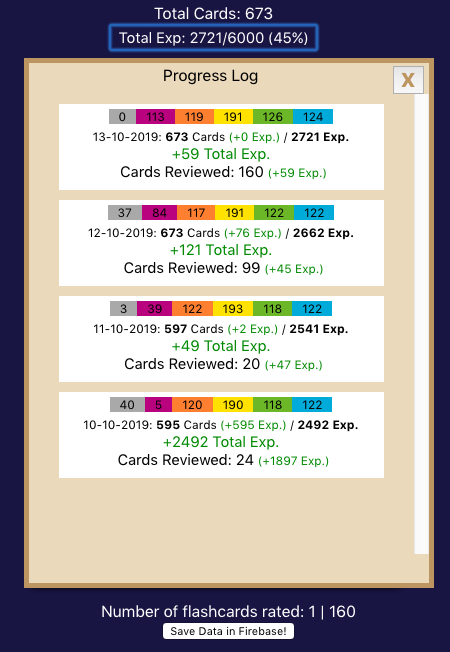 Total Cards: 673
Total Exp: 2721/6000 (45%)
Progress Log
X
0 113 119 191 126 124
13-10-2019: 673 Cards (+0 Exp.) / 2721 Exp.
+59 Total Exp.
Cards Reviewed: 160 (+59 Exp.)
37 84 117 191 122 122
12-10-2019: 673 Cards (+76 Exp.) / 2662 Exp.
+121 Total Exp.
Cards Reviewed: 99 (+45 Exp.)
3 39 122 193 118 122
11-10-2019: 597 Cards (+2 Exp.) / 2541 Exp.
+49 Total Exp.
Cards Reviewed: 20 (+47 Exp.)
40 5 120 190 118 122
10-10-2019: 595 Cards (+595 Exp.) / 2492 Exp.
+2492 Total Exp.
Cards Reviewed: 24 (+1897 Exp.)
Number of flashcards rated: 1 | 160
Save Data in Firebase!